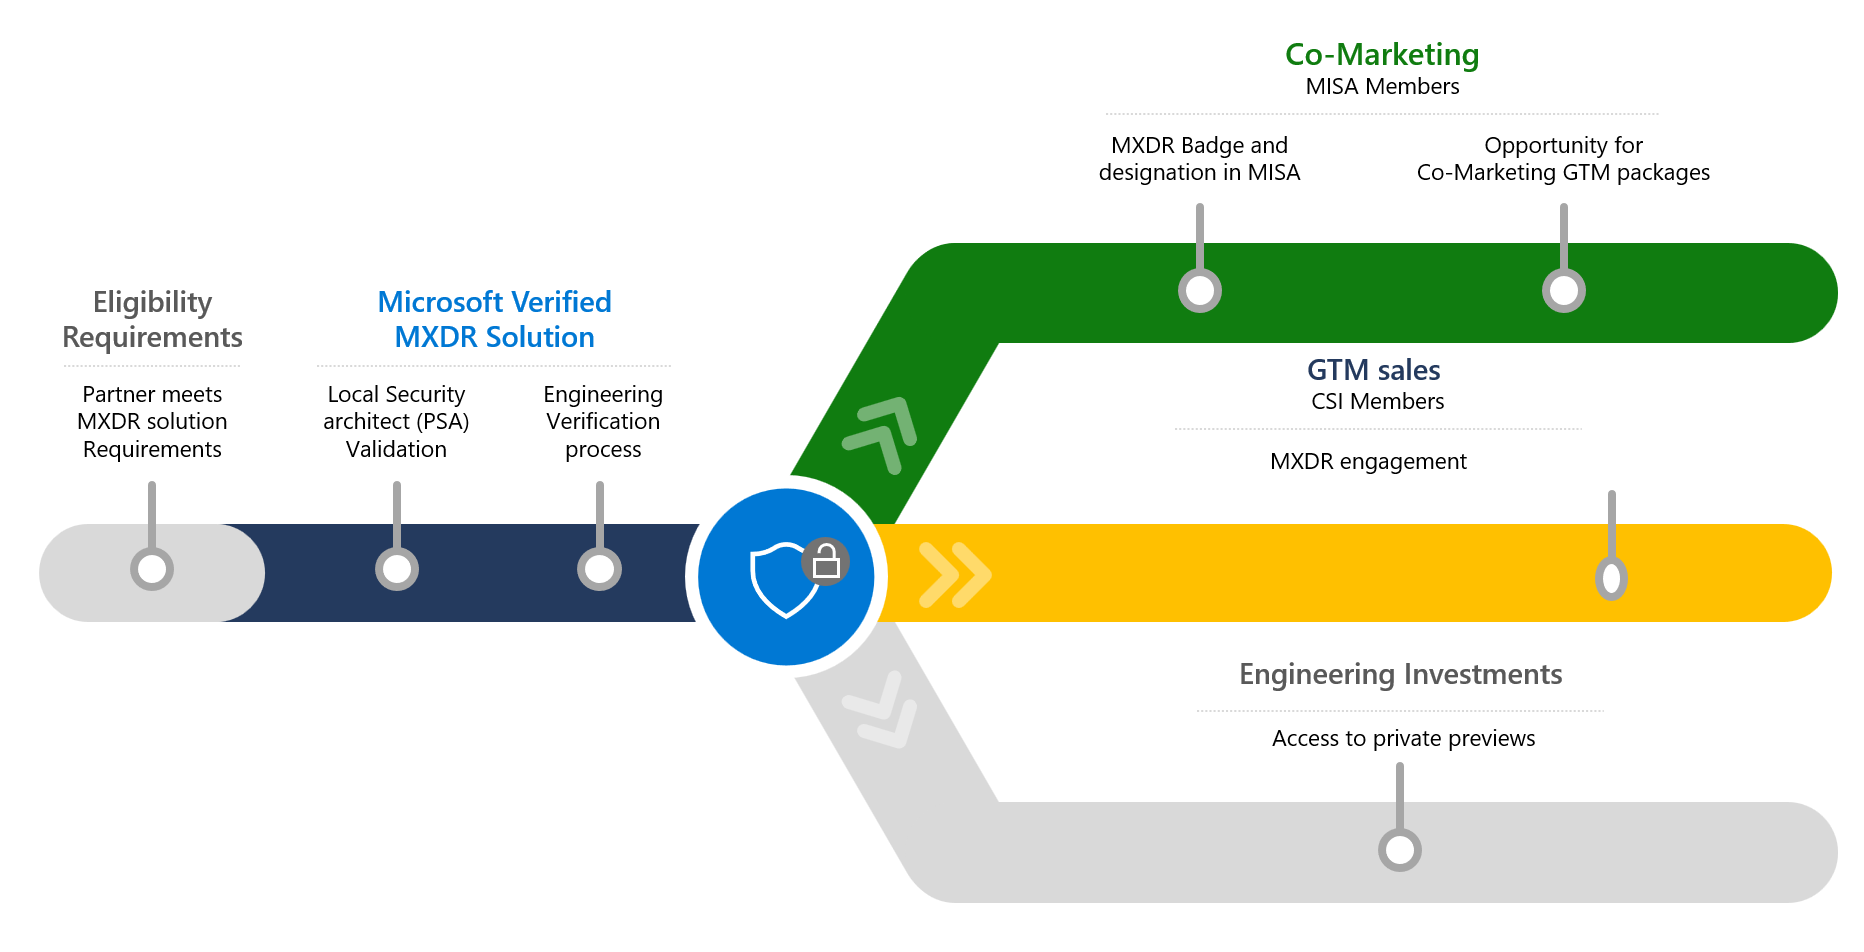 Co-Marketing
MISA Members
MXDR Badge and
designation in MISA
Opportunity for
Co-Marketing GTM packages
Eligibility
Requirements
Partner meets
MXDR solution
Requirements
Microsoft Verified
MXDR Solution
Local Security
architect (PSA)
Validation
Engineering
Verification
process
GTM sales
CSI Members
MXDR engagement
Engineering Investments
Access to private previews